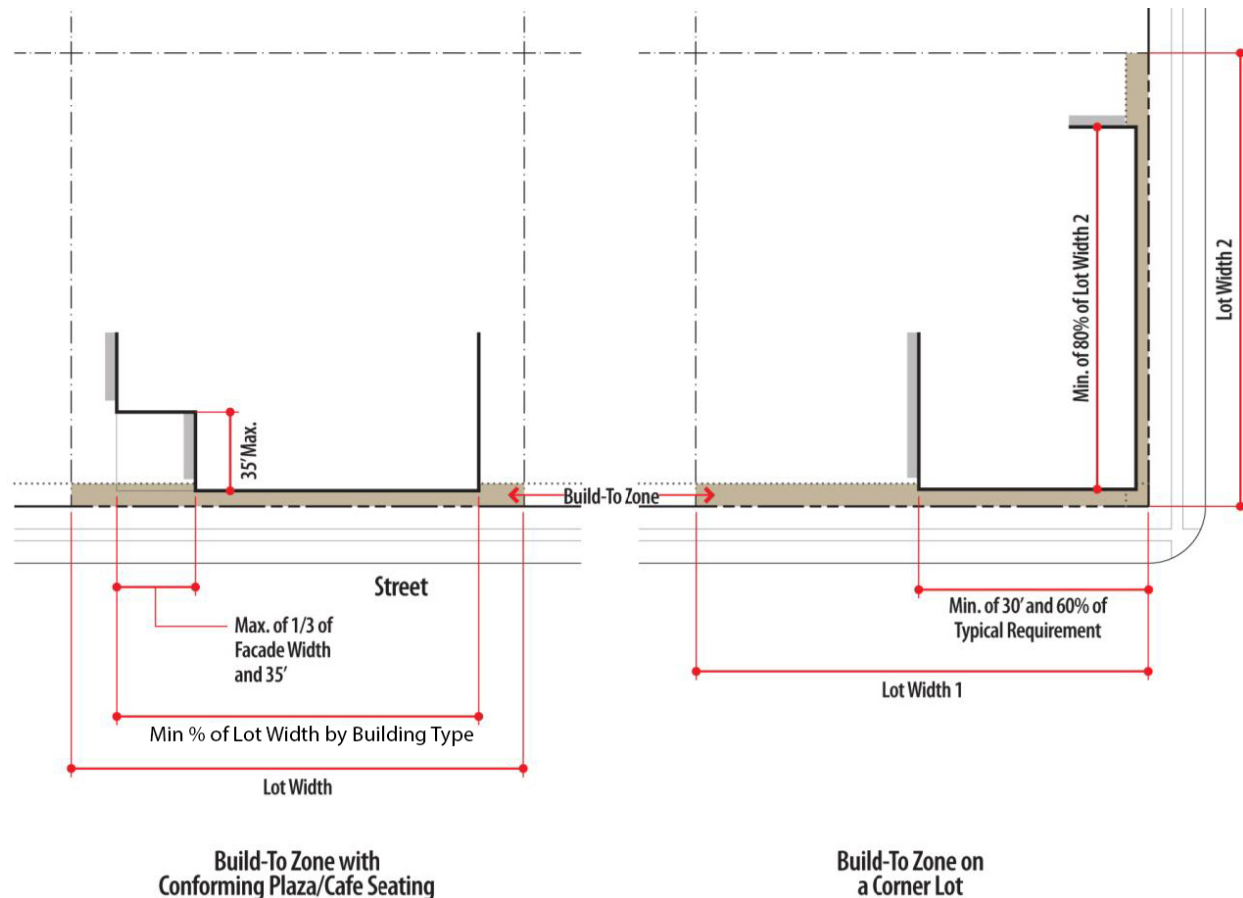 35' Max.
Build-To Zone
Street
Max. of 1/3 of
Facade Width
and 35'
Min % of Lot Width by Building Type
Lot Width
Build-To Zone with
Conforming Plaza/Cafe Seating
Min. of 80% of Lot Width 2
Lot Width 2
Min. of 30' and 60% of
Typical Requirement
Lot Width 1
Build-To Zone on
a Corner Lot